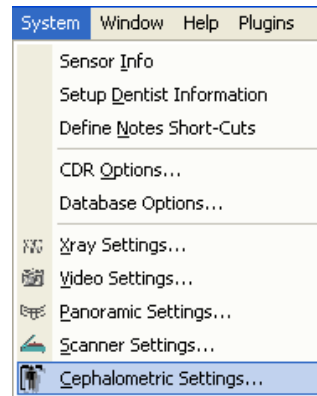 System Window Help Plugins
Sensor Info
Setup Dentist Information
Define Notes Short-Cuts
CDR Options...
Database Options...
Xray Settings...
Video Settings...
Panoramic Settings...
Scanner Settings...
Cephalometric Settings...